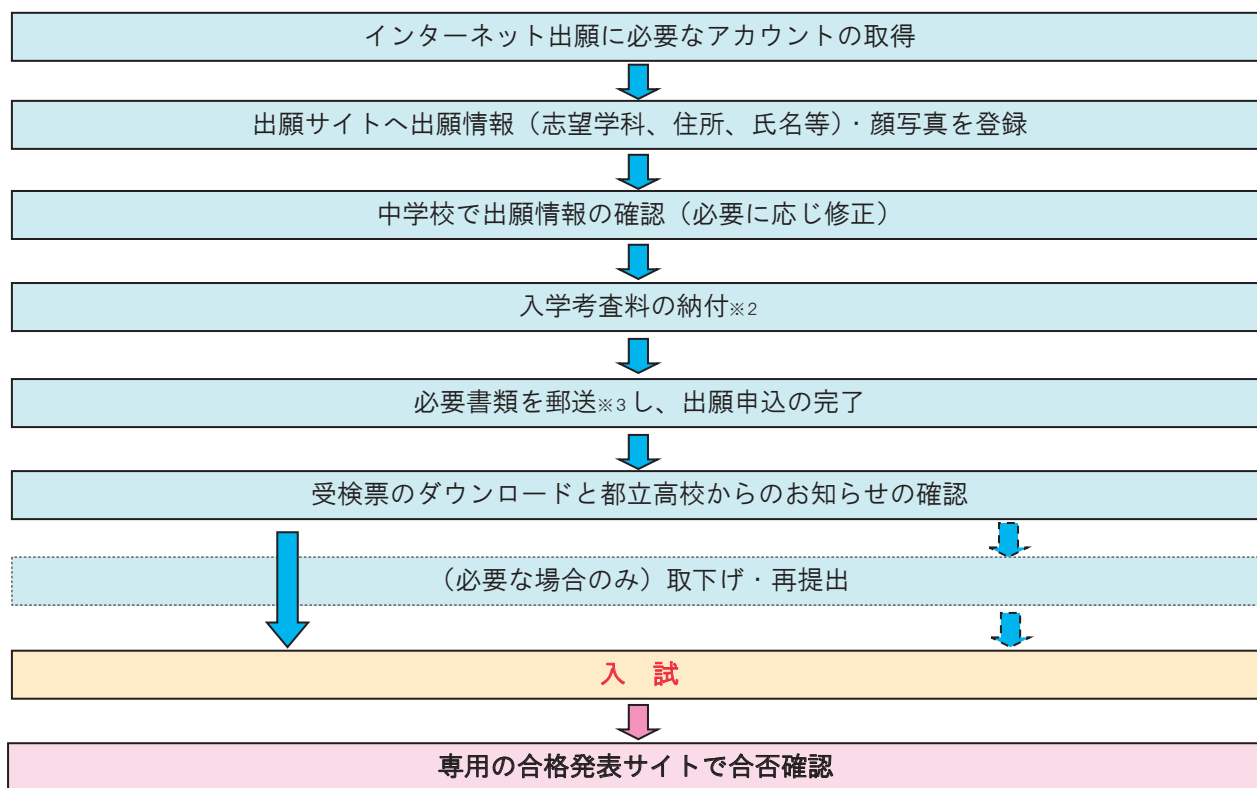 インターネット出願に必要なアカウントの取得
出願サイトへ出願情報（志望学科、住所、氏名等）・顔写真を登録
中学校で出願情報の確認（必要に応じ修正）
入学考査料の納付※2
必要書類を郵送※3し、出願申込の完了
受検票のダウンロードと都立高校からのお知らせの確認
（必要な場合のみ）取下げ・再提出
入　試
専用の合格発表サイトで合否確認